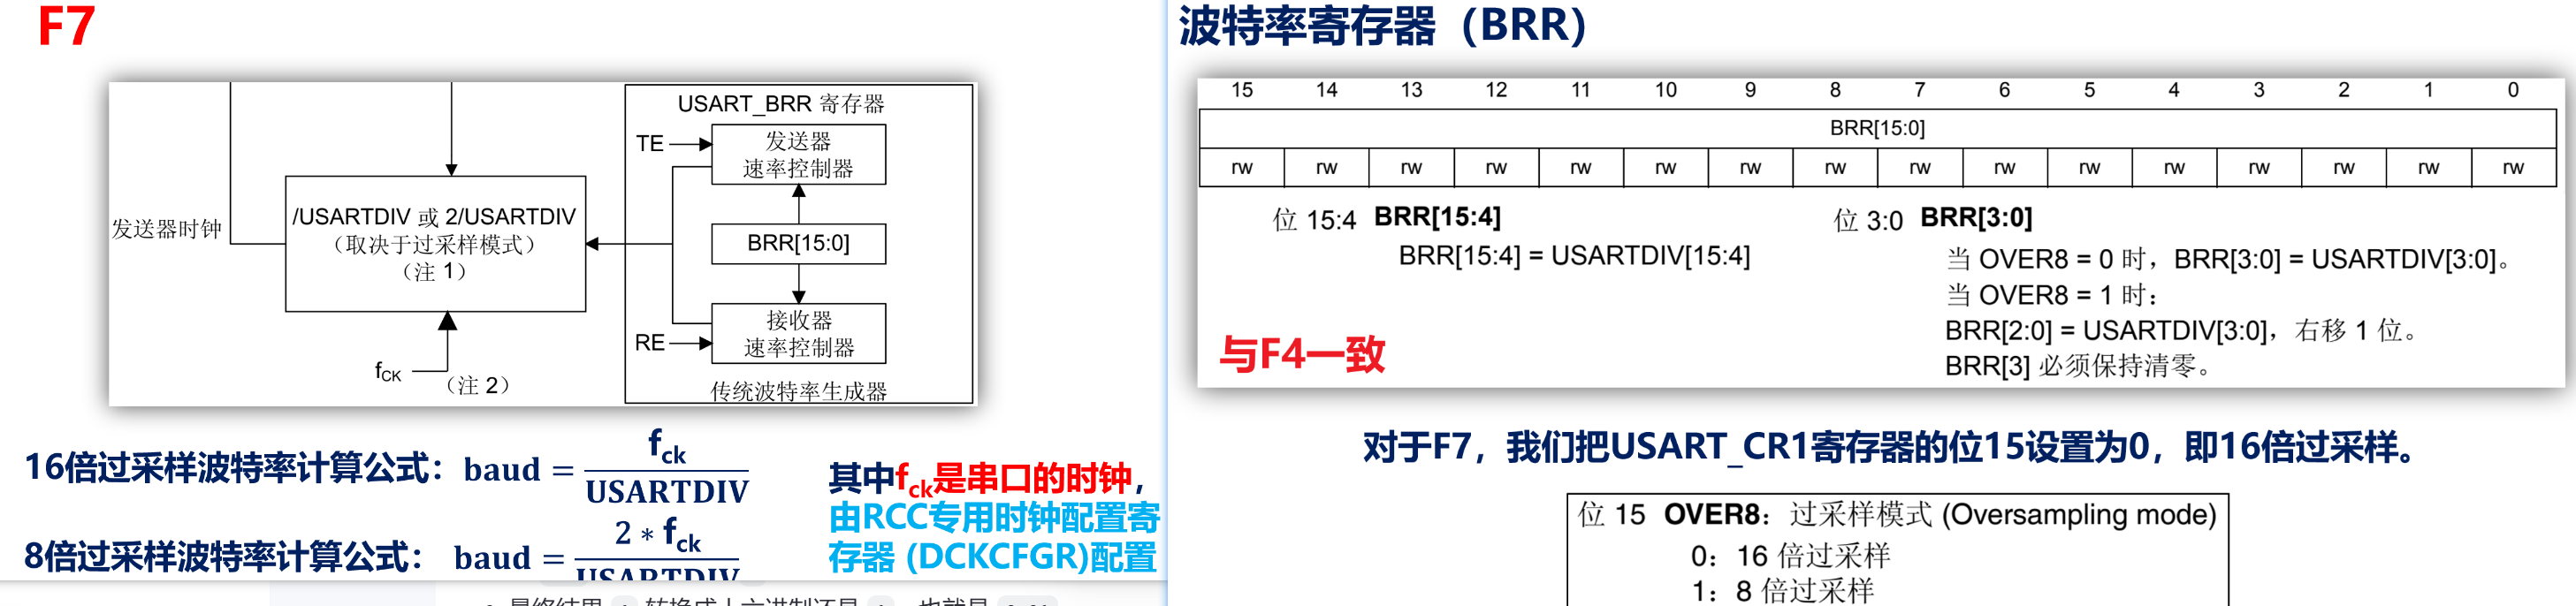 F7
USART_BRR 寄存器
TE
发送器
速率控制器
/USARTDIV 或 2/USARTDIV
(取决于过采样模式)
(注 1)
发送器时钟
BRR[15:0]
接收器
速率控制器
RE
fCK
(注 2)
传统波特率生成器
16倍过采样波特率计算公式：baud = fck / USARTDIV
8倍过采样波特率计算公式： baud = 2 * fck / USARTDIV
其中fck是串口的时钟，
由RCC专用时钟配置寄
存器 (DCKCFGR)配置
波特率寄存器（BRR）
15 14 13 12 11 10 9 8 7 6 5 4 3 2 1 0
BRR[15:0]
rw rw rw rw rw rw rw rw rw rw rw rw rw rw rw rw
位 15:4 BRR[15:4]
BRR[15:4] = USARTDIV[15:4]
位 3:0 BRR[3:0]
当 OVER8 = 0 时，BRR[3:0] = USARTDIV[3:0]。
当 OVER8 = 1 时：
BRR[2:0] = USARTDIV[3:0]，右移 1 位。
BRR[3] 必须保持清零。
与F4一致
对于F7，我们把USART_CR1寄存器的位15设置为0，即16倍过采样。
位 15 OVER8：过采样模式 (Oversampling mode)
0：16 倍过采样
1：8 倍过采样